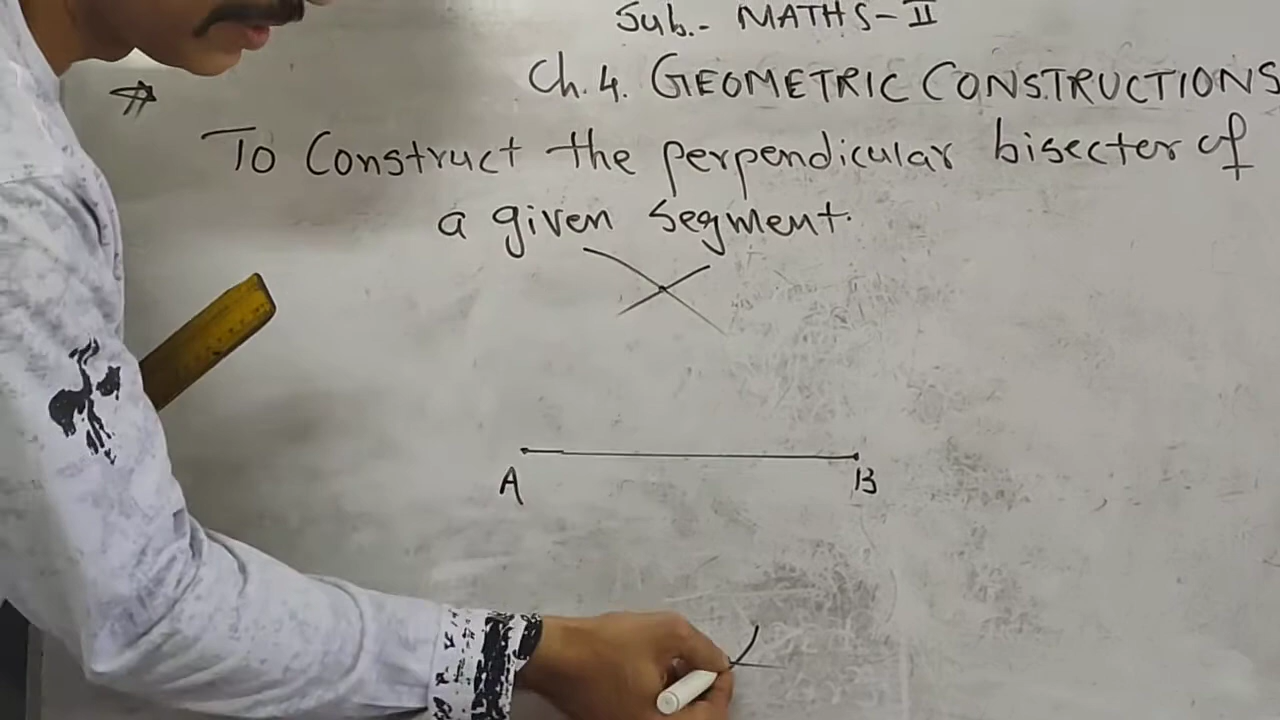 Sub.- MATHS-II
Ch.4. GEOMETRIC CONSTRUCTIONS
To Construct the perpendicular bisecter of
a given segment.
A B